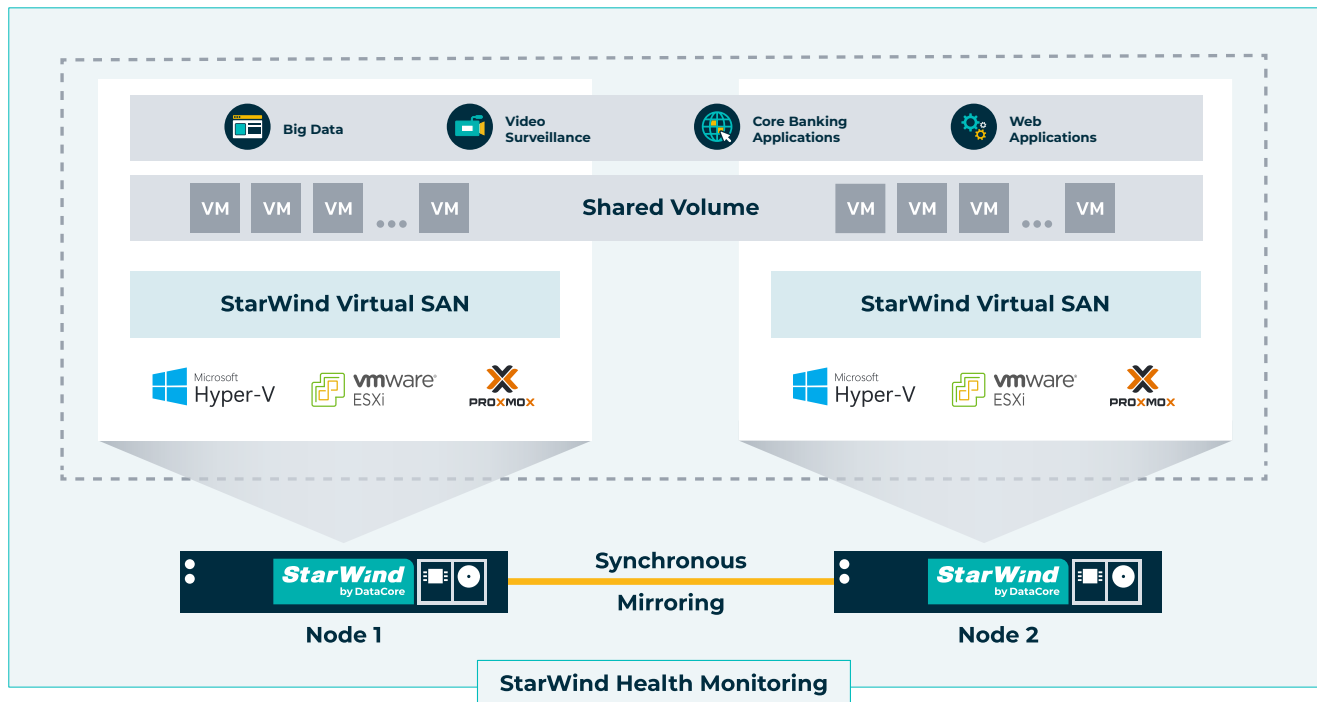 Big Data
Video
Surveillance
Core Banking
Applications
Web
Applications
VM VM VM ... VM
Shared Volume
VM VM VM ... VM
StarWind Virtual SAN
StarWind Virtual SAN
Microsoft
Hyper-V
vmware®
ESXi
PROXMOX
Microsoft
Hyper-V
vmware®
ESXi
PROXMOX
StarWind
by DataCore
Synchronous
Mirroring
StarWind
by DataCore
Node 1
Node 2
StarWind Health Monitoring